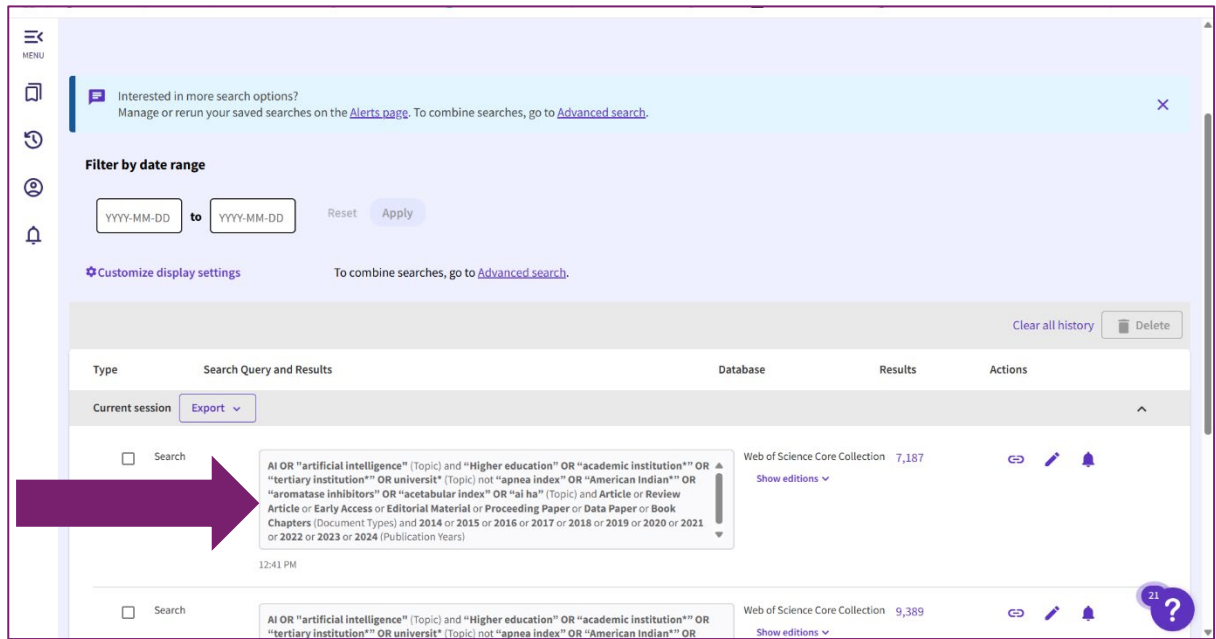 MENU
Interested in more search options?
Manage or rerun your saved searches on the Alerts page. To combine searches, go to Advanced search.
Filter by date range
YYYY-MM-DD to YYYY-MM-DD Reset Apply
Customize display settings To combine searches, go to Advanced search.
Clear all history Delete
Type Search Query and Results Database Results Actions
Current session Export
Search
AI OR "artificial intelligence" (Topic) and “Higher education” OR “academic institution*” OR
“tertiary institution*” OR universit* (Topic) not “apnea index” OR “American Indian*” OR
“aromatase inhibitors” OR “acetabular index” OR “ai ha” (Topic) and Article or Review
Article or Early Access or Editorial Material or Proceeding Paper or Data Paper or Book
Chapters (Document Types) and 2014 or 2015 or 2016 or 2017 or 2018 or 2019 or 2020 or 2021
or 2022 or 2023 or 2024 (Publication Years)
Web of Science Core Collection 7,187
Show editions
12:41 PM
Search
AI OR "artificial intelligence" (Topic) and “Higher education” OR “academic institution*” OR
“tertiary institution*” OR universit* (Topic) not “apnea index” OR “American Indian*” OR
Web of Science Core Collection 9,389
Show editions
21
?